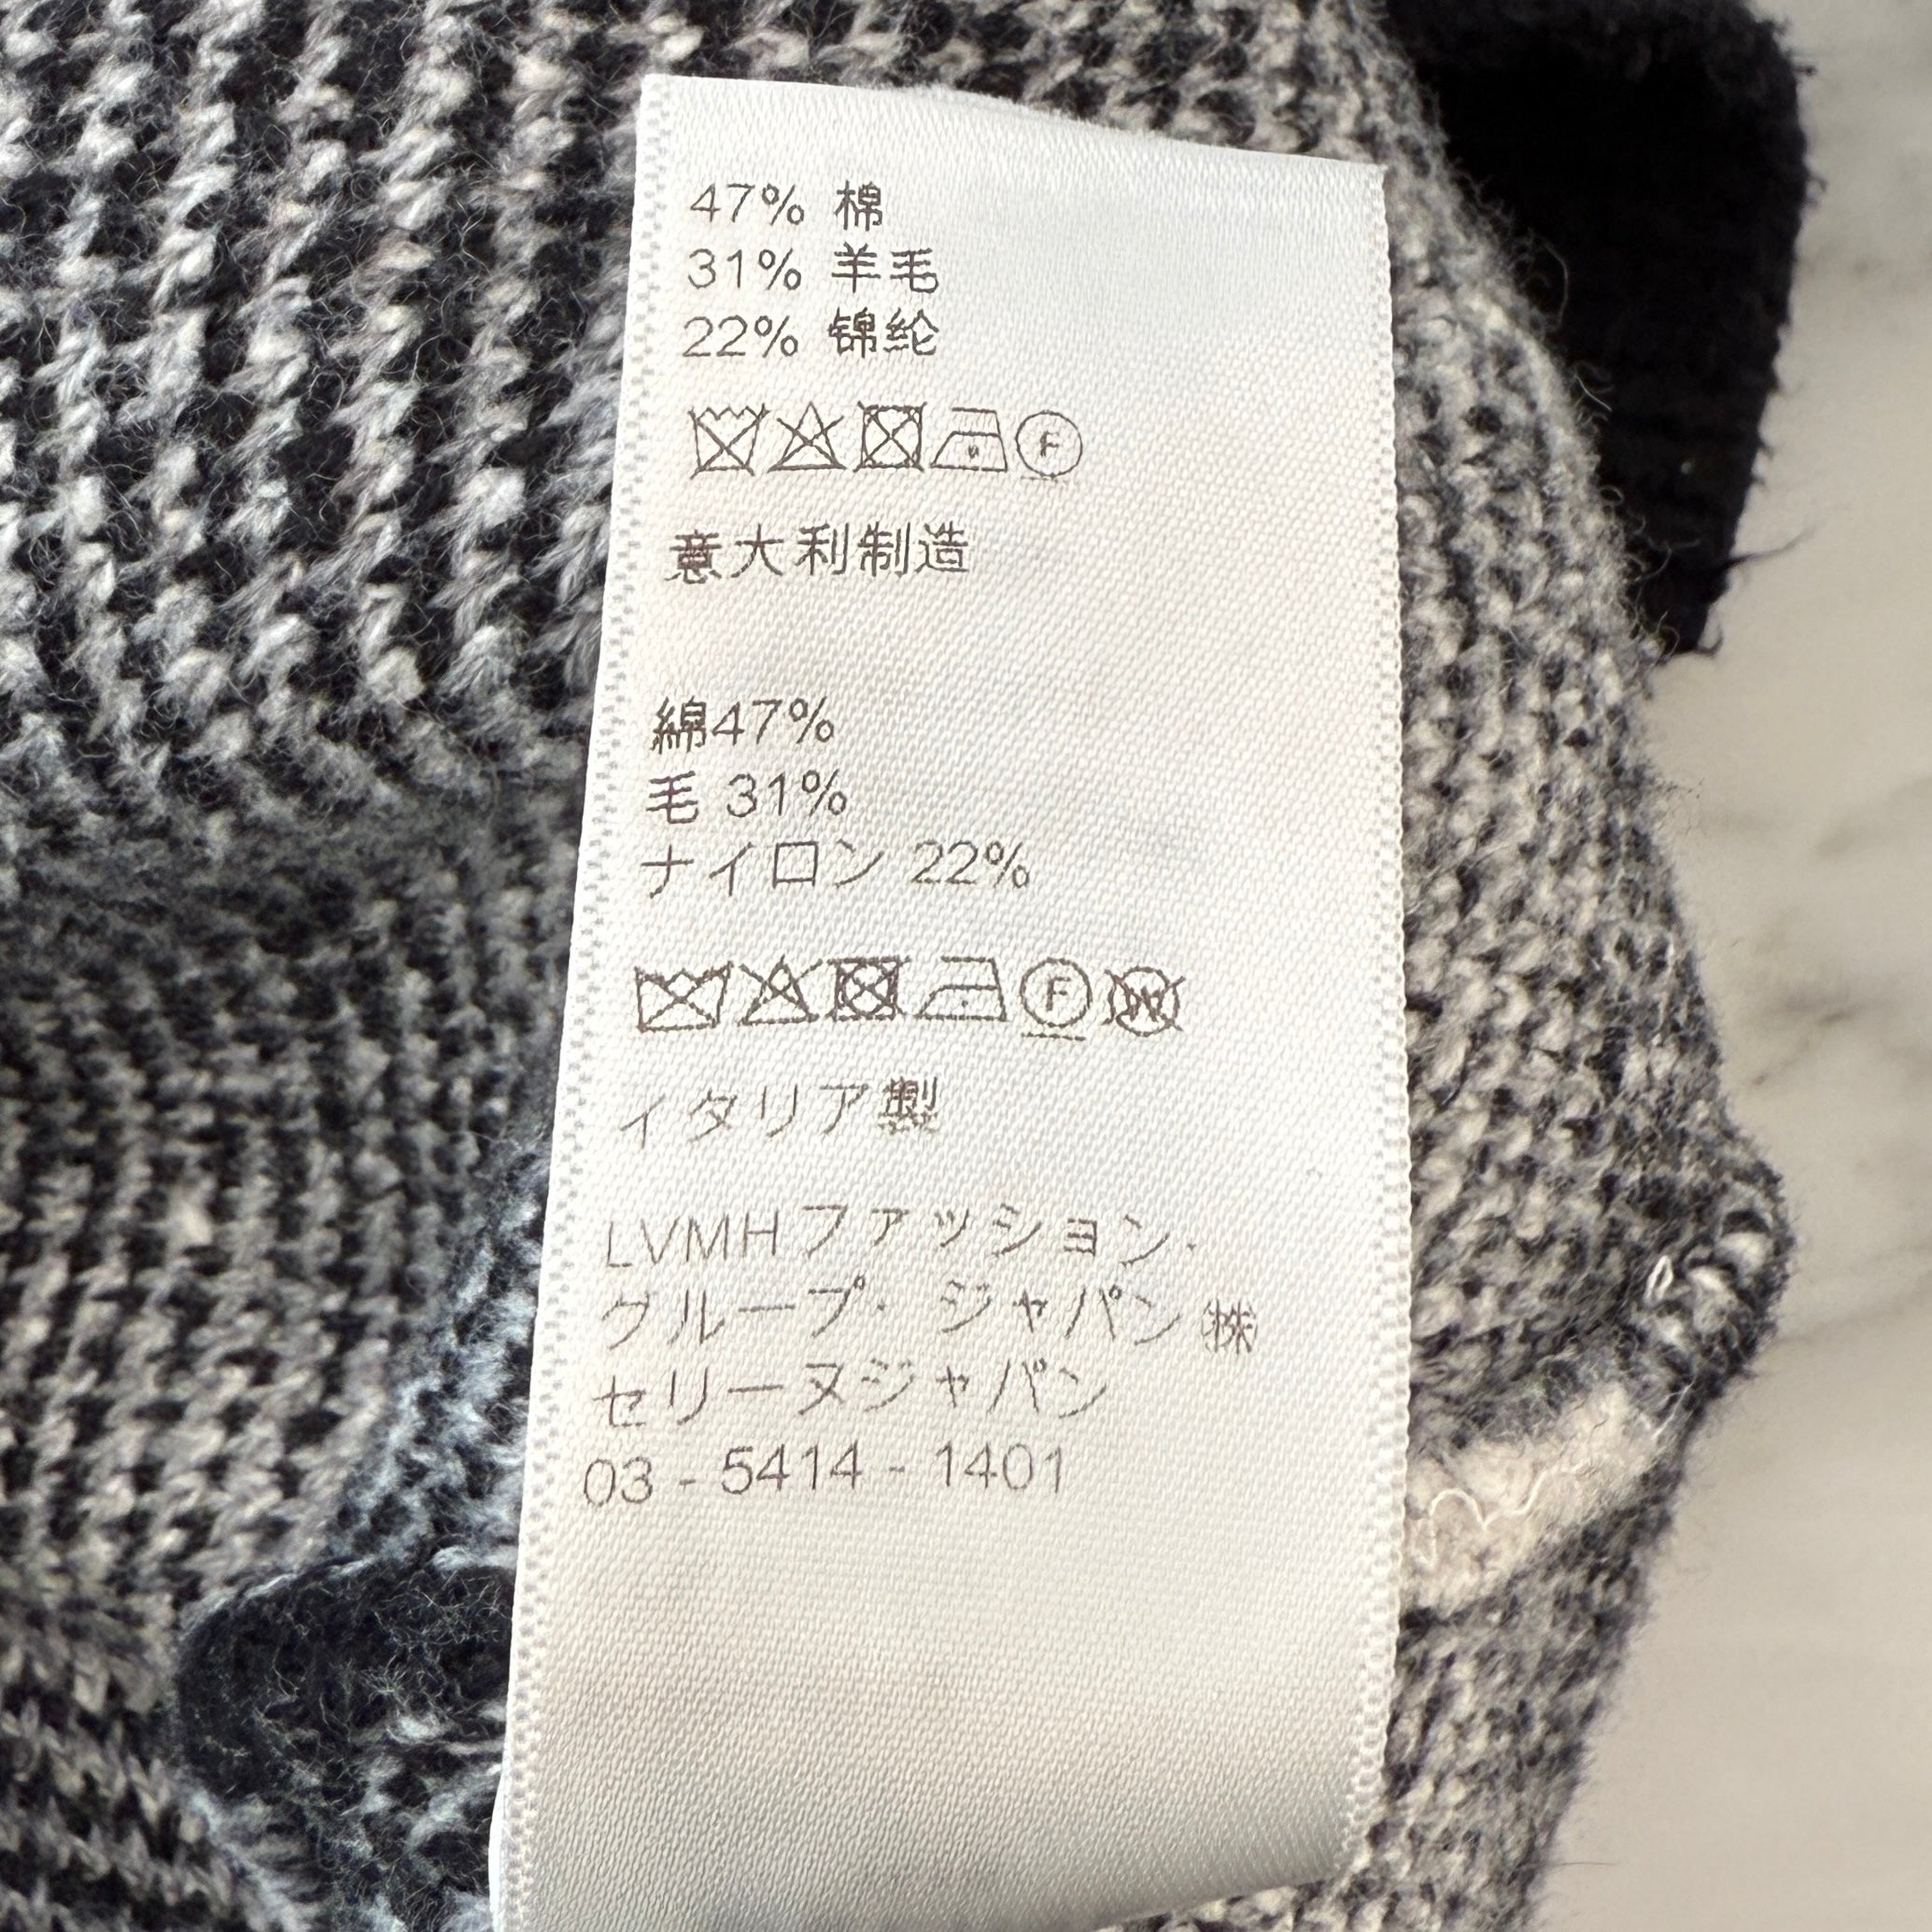 47% 棉
31% 羊毛
22% 锦纶
F
意大利制造
綿47%
毛 31%
ナイロン 22%
F W
イタリア製
LVMHファッション・
グループ・ ジャパン㈱
セリーヌジャパン
03 - 5414 - 1401